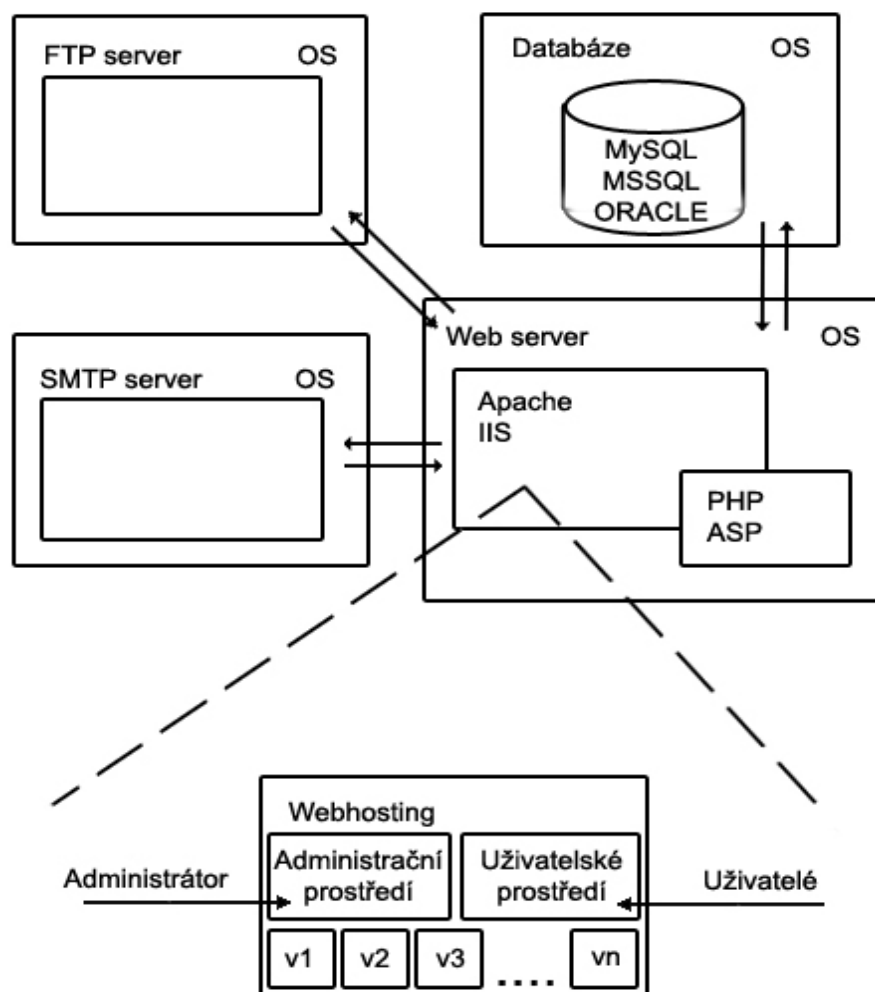 FTP server OS
Databáze OS
MySQL
MSSQL
ORACLE
Web server OS
Apache
IIS
PHP
ASP
SMTP server OS
Webhosting
Administrační
prostředí
Uživatelské
prostředí
Administrátor
Uživatelé
v1 v2 v3 .... vn